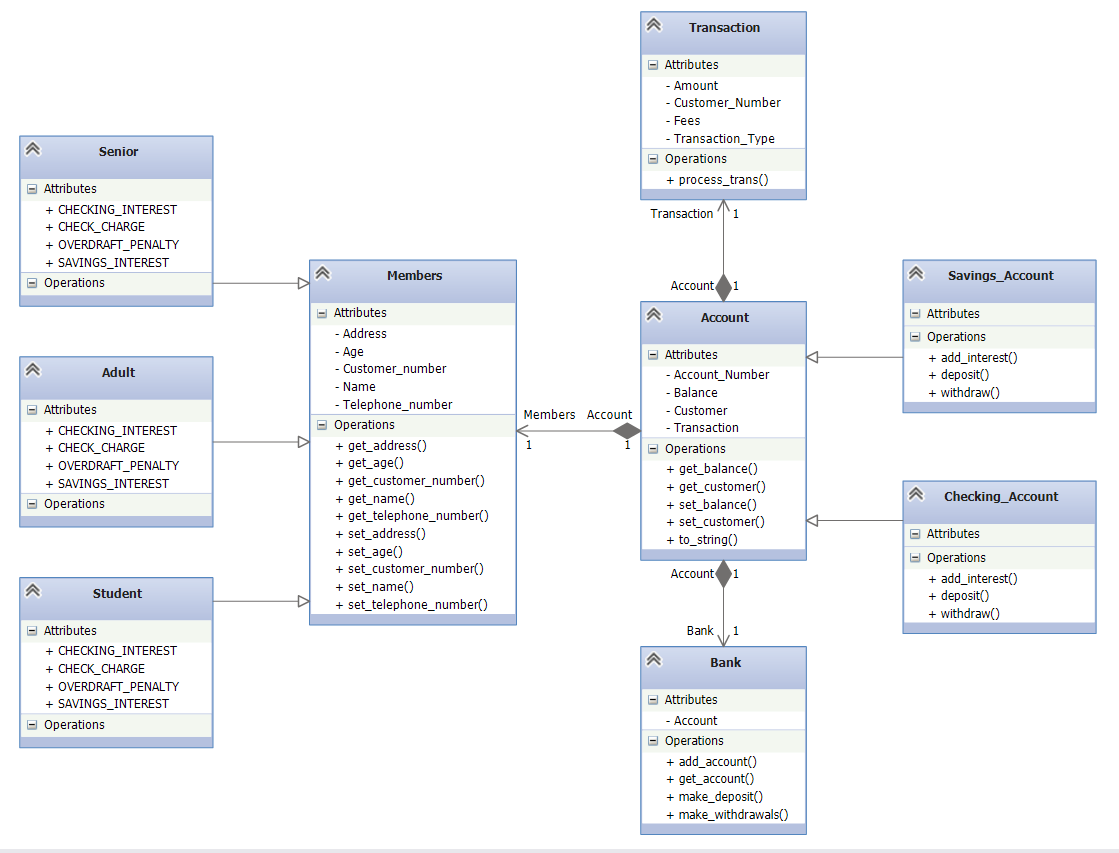 Transaction
Attributes
- Amount
- Customer_Number
- Fees
- Transaction_Type
Operations
+ process_trans()
Transaction 1
Account 1
Senior
Attributes
+ CHECKING_INTEREST
+ CHECK_CHARGE
+ OVERDRAFT_PENALTY
+ SAVINGS_INTEREST
Operations
Adult
Attributes
+ CHECKING_INTEREST
+ CHECK_CHARGE
+ OVERDRAFT_PENALTY
+ SAVINGS_INTEREST
Operations
Student
Attributes
+ CHECKING_INTEREST
+ CHECK_CHARGE
+ OVERDRAFT_PENALTY
+ SAVINGS_INTEREST
Operations
Members
Attributes
- Address
- Age
- Customer_number
- Name
- Telephone_number
Operations
+ get_address()
+ get_age()
+ get_customer_number()
+ get_name()
+ get_telephone_number()
+ set_address()
+ set_age()
+ set_customer_number()
+ set_name()
+ set_telephone_number()
Members Account
1 1
Account
Attributes
- Account_Number
- Balance
- Customer
- Transaction
Operations
+ get_balance()
+ get_customer()
+ set_balance()
+ set_customer()
+ to_string()
Account 1
Bank 1
Bank
Attributes
- Account
Operations
+ add_account()
+ get_account()
+ make_deposit()
+ make_withdrawals()
Savings_Account
Attributes
Operations
+ add_interest()
+ deposit()
+ withdraw()
Checking_Account
Attributes
Operations
+ add_interest()
+ deposit()
+ withdraw()